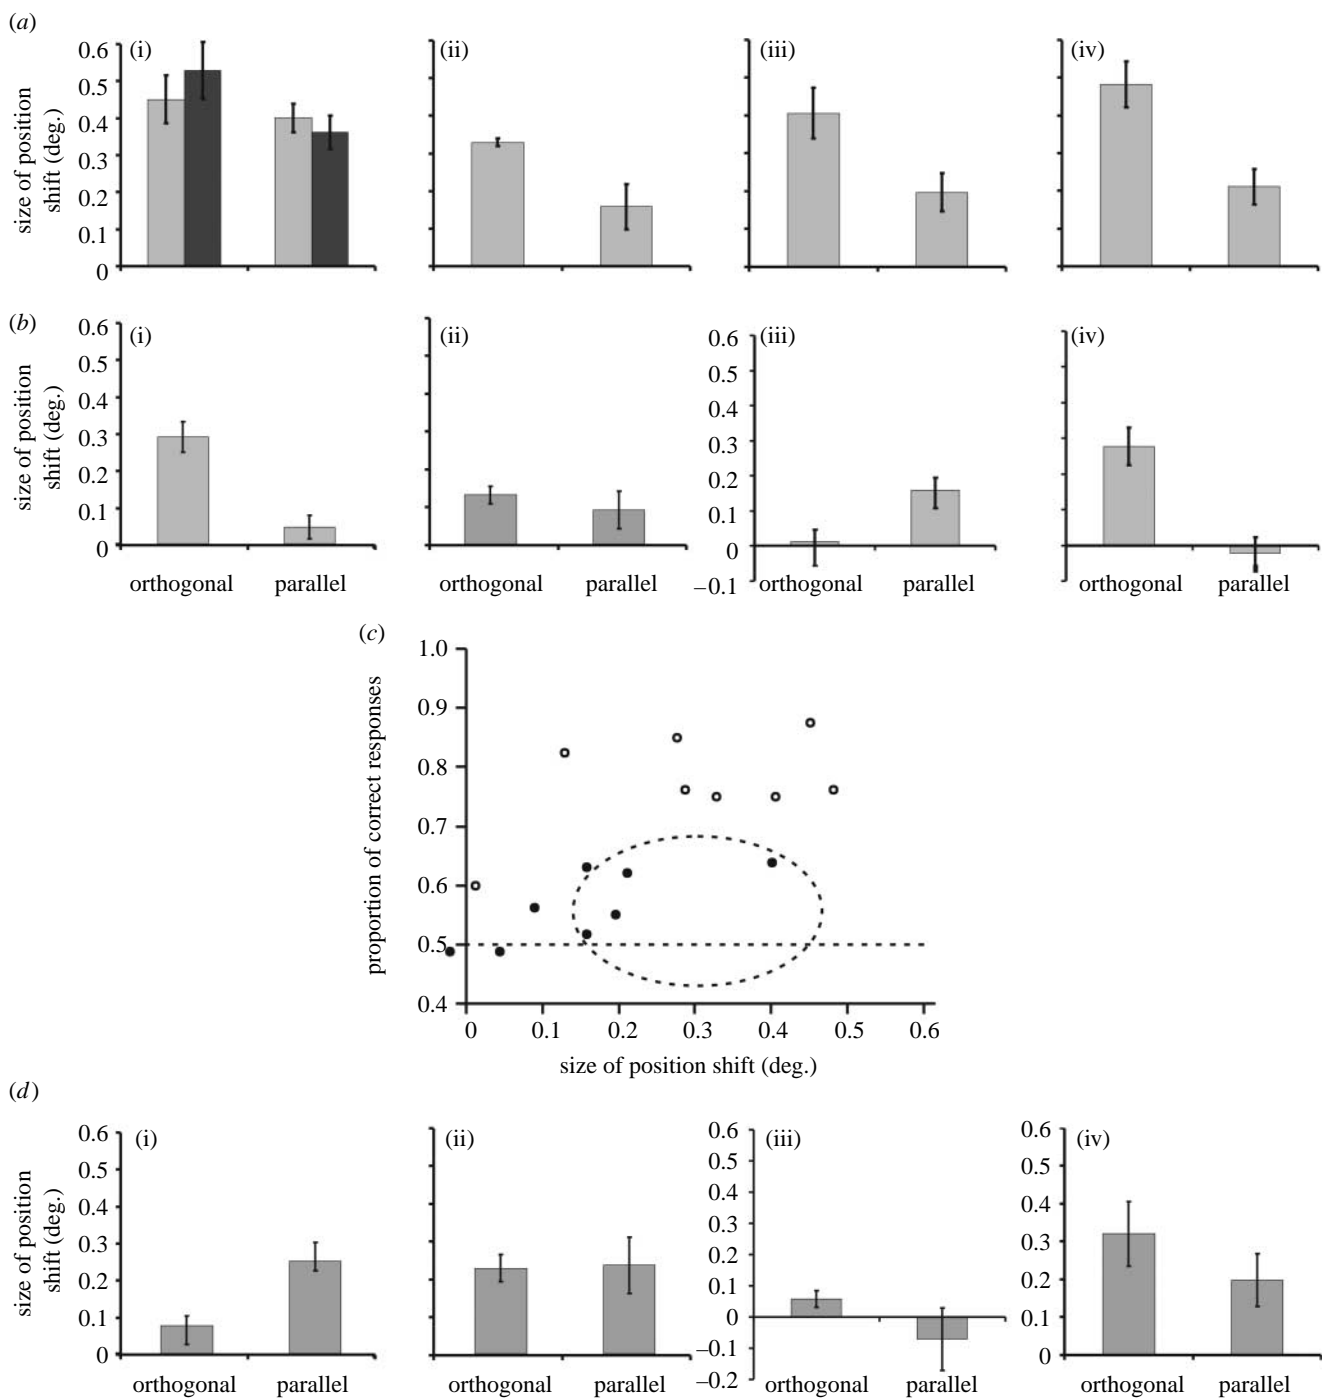 (a)
size of position
shift (deg.)
0.6
0.5
0.4
0.3
0.2
0.1
0
(i)
(ii)
(iii)
(iv)
(b)
size of position
shift (deg.)
0.6
0.5
0.4
0.3
0.2
0.1
0
(i)
orthogonal parallel
(ii)
orthogonal parallel
0.6
0.5
0.4
0.3
0.2
0.1
0
–0.1
(iii)
orthogonal parallel
(iv)
orthogonal parallel
(c)
proportion of correct responses
1.0
0.9
0.8
0.7
0.6
0.5
0.4
0 0.1 0.2 0.3 0.4 0.5 0.6
size of position shift (deg.)
(d)
size of position
shift (deg.)
0.6
0.5
0.4
0.3
0.2
0.1
0
(i)
orthogonal parallel
(ii)
orthogonal parallel
0.6
0.5
0.4
0.3
0.2
0.1
0
–0.1
–0.2
(iii)
orthogonal parallel
0.6
0.5
0.4
0.3
0.2
0.1
0
(iv)
orthogonal parallel